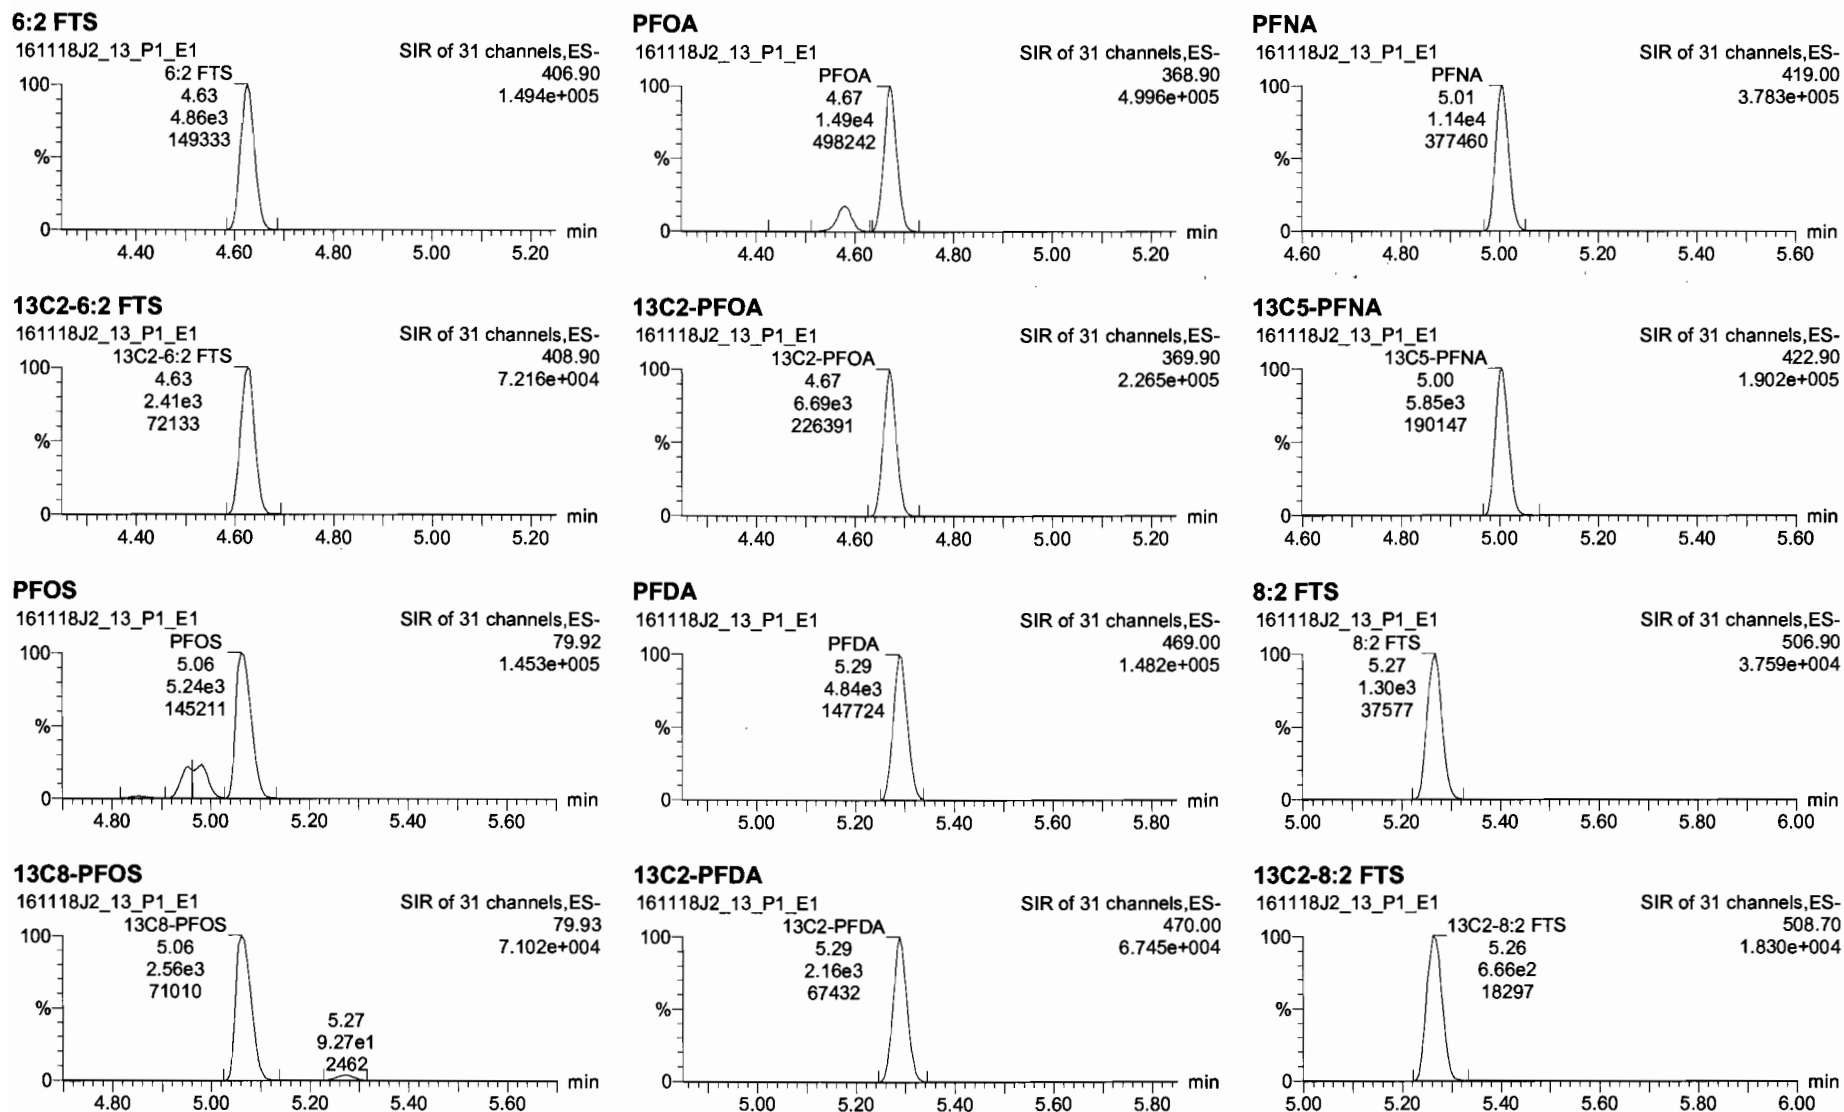 6:2 FTS
161118J2_13_P1_E1
SIR of 31 channels,ES-
406.90
1.494e+005
6:2 FTS
4.63
4.86e3
149333
100
%
0
4.40 4.60 4.80 5.00 5.20
min
PFOA
161118J2_13_P1_E1
SIR of 31 channels,ES-
368.90
4.996e+005
PFOA
4.67
1.49e4
498242
100
%
0
4.40 4.60 4.80 5.00 5.20
min
PFNA
161118J2_13_P1_E1
SIR of 31 channels,ES-
419.00
3.783e+005
PFNA
5.01
1.14e4
377460
100
%
0
4.60 4.80 5.00 5.20 5.40 5.60
min
13C2-6:2 FTS
161118J2_13_P1_E1
SIR of 31 channels,ES-
408.90
7.216e+004
13C2-6:2 FTS
4.63
2.41e3
72133
100
%
0
4.40 4.60 4.80 5.00 5.20
min
13C2-PFOA
161118J2_13_P1_E1
SIR of 31 channels,ES-
369.90
2.265e+005
13C2-PFOA
4.67
6.69e3
226391
100
%
0
4.40 4.60 4.80 5.00 5.20
min
13C5-PFNA
161118J2_13_P1_E1
SIR of 31 channels,ES-
422.90
1.902e+005
13C5-PFNA
5.00
5.85e3
190147
100
%
0
4.60 4.80 5.00 5.20 5.40 5.60
min
PFOS
161118J2_13_P1_E1
SIR of 31 channels,ES-
79.92
1.453e+005
PFOS
5.06
5.24e3
145211
100
%
0
4.80 5.00 5.20 5.40 5.60
min
PFDA
161118J2_13_P1_E1
SIR of 31 channels,ES-
469.00
1.482e+005
PFDA
5.29
4.84e3
147724
100
%
0
5.00 5.20 5.40 5.60 5.80
min
8:2 FTS
161118J2_13_P1_E1
SIR of 31 channels,ES-
506.90
3.759e+004
8:2 FTS
5.27
1.30e3
37577
100
%
0
5.00 5.20 5.40 5.60 5.80 6.00
min
13C8-PFOS
161118J2_13_P1_E1
SIR of 31 channels,ES-
79.93
7.102e+004
13C8-PFOS
5.06
2.56e3
71010
5.27
9.27e1
2462
100
%
0
4.80 5.00 5.20 5.40 5.60
min
13C2-PFDA
161118J2_13_P1_E1
SIR of 31 channels,ES-
470.00
6.745e+004
13C2-PFDA
5.29
2.16e3
67432
100
%
0
5.00 5.20 5.40 5.60 5.80
min
13C2-8:2 FTS
161118J2_13_P1_E1
SIR of 31 channels,ES-
508.70
1.830e+004
13C2-8:2 FTS
5.26
6.66e2
18297
100
%
0
5.00 5.20 5.40 5.60 5.80 6.00
min